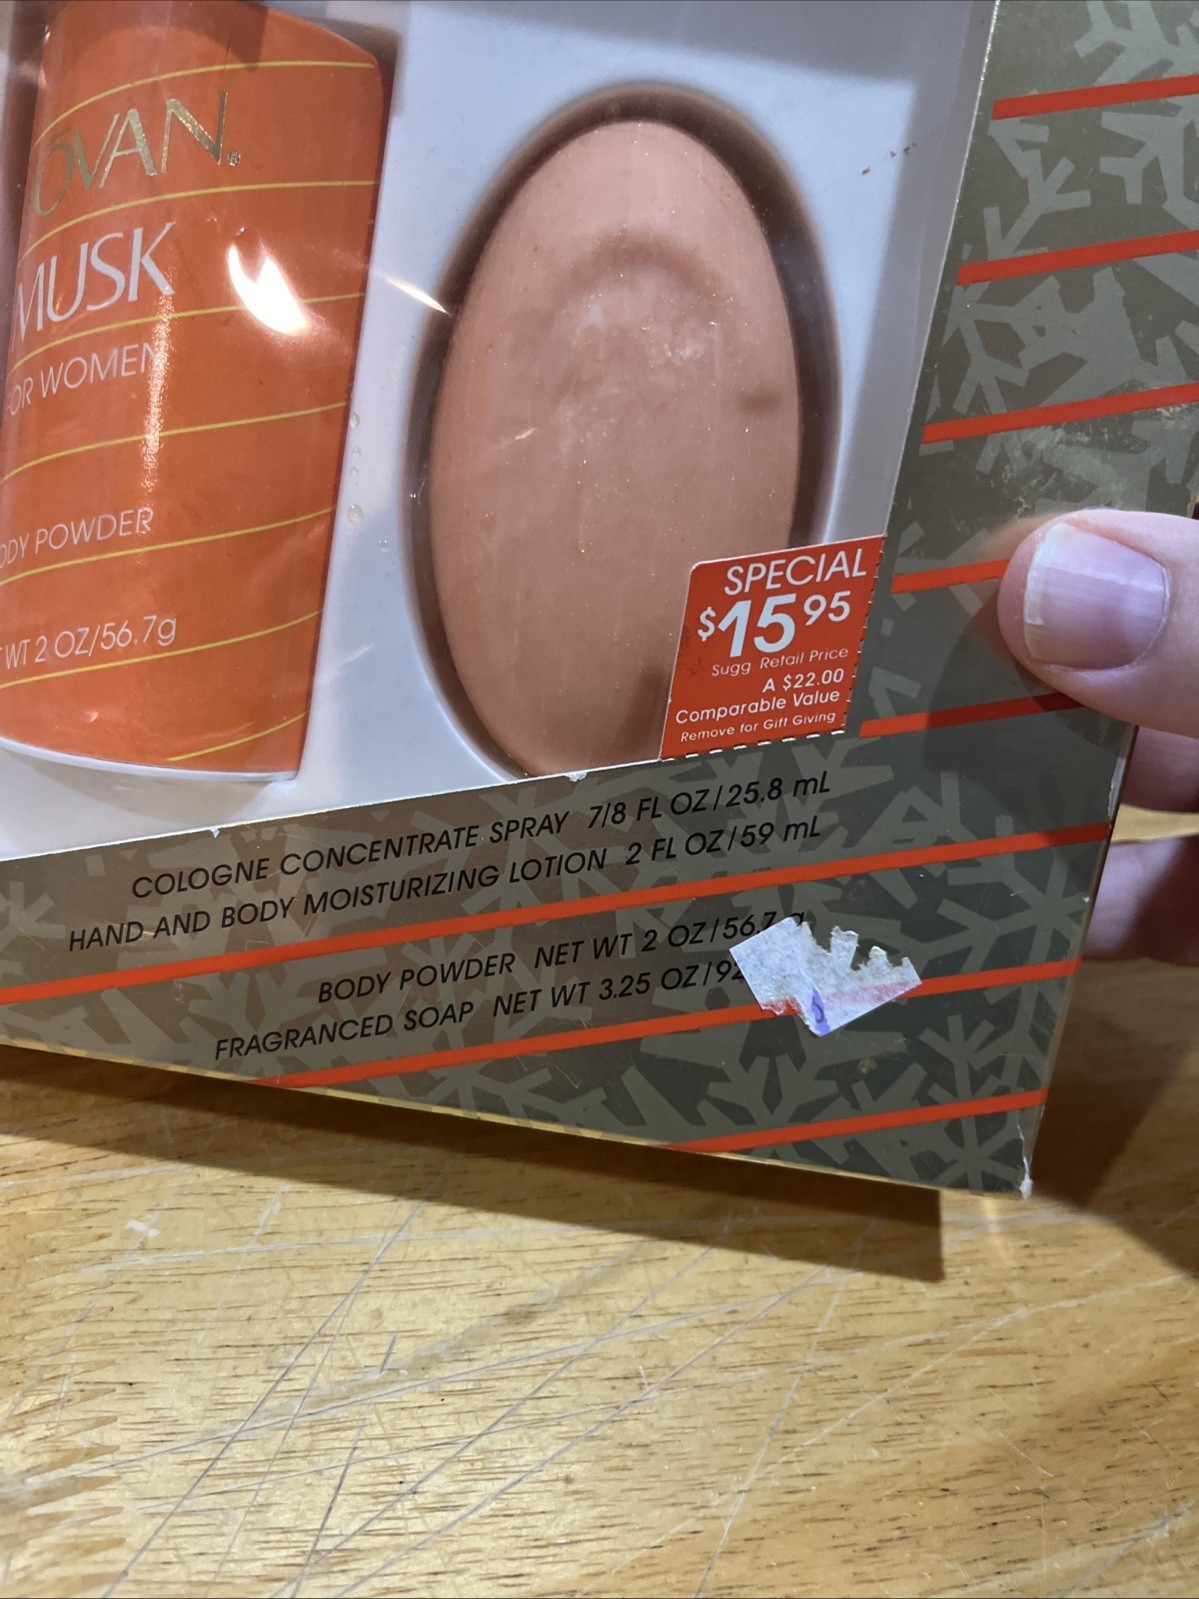 ŌVAN®
MUSK
OR WOMEN
ODY POWDER
WT 2 OZ/56.7g
SPECIAL
$15.95
Sugg. Retail Price
A $22.00
Comparable Value
Remove for Gift Giving
COLOGNE CONCENTRATE SPRAY 7/8 FL OZ/25.8 mL
HAND AND BODY MOISTURIZING LOTION 2 FL OZ/59 mL
BODY POWDER NET WT 2 OZ/56.7 g
FRAGRANCED SOAP NET WT 3.25 OZ/92